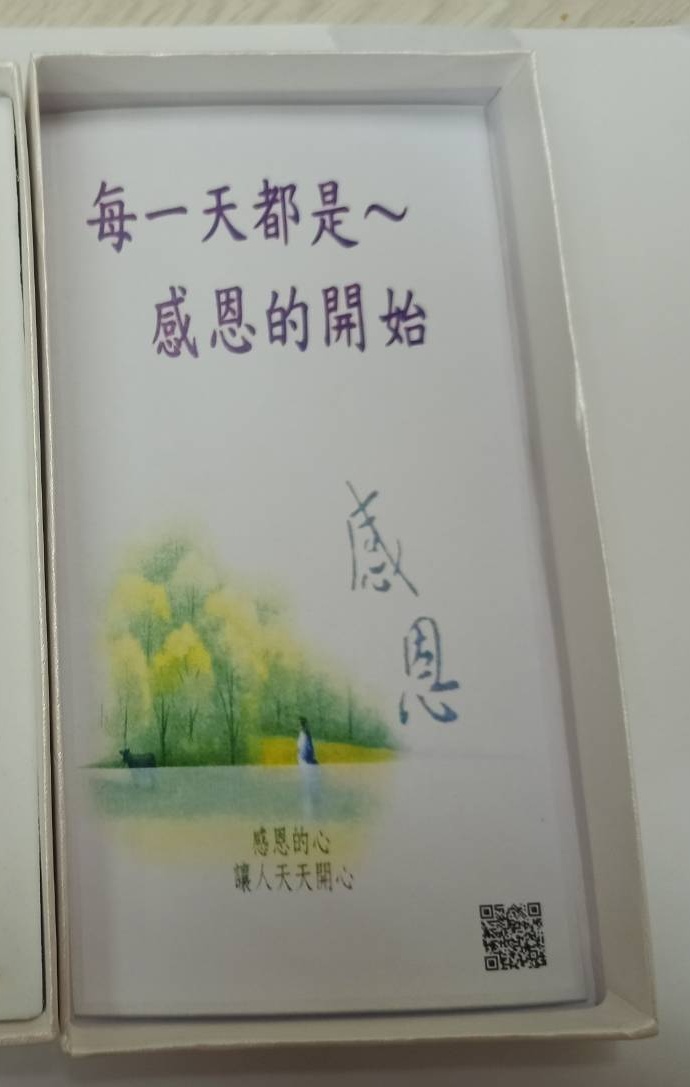 每一天都是～
感恩的開始
感
恩
感恩的心
讓人天天開心